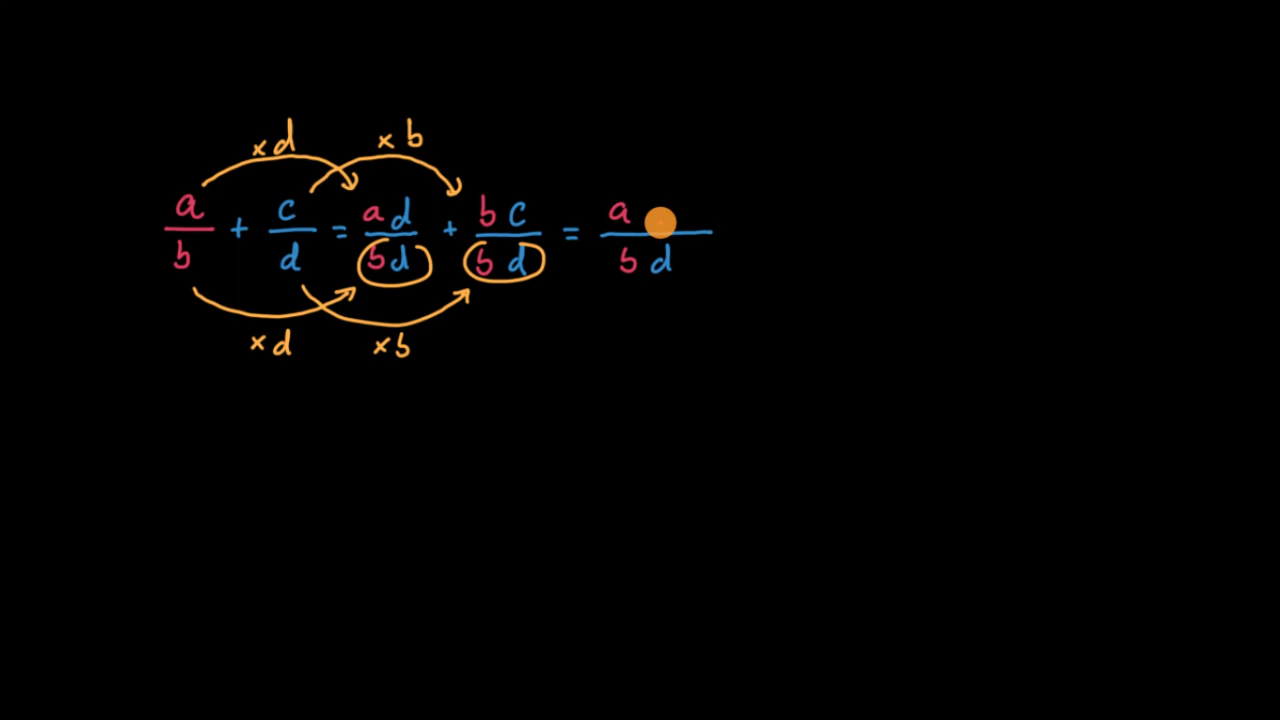 ×d ×b
a/b + c/d = ad/bd + bc/bd = a/bd
×d ×b